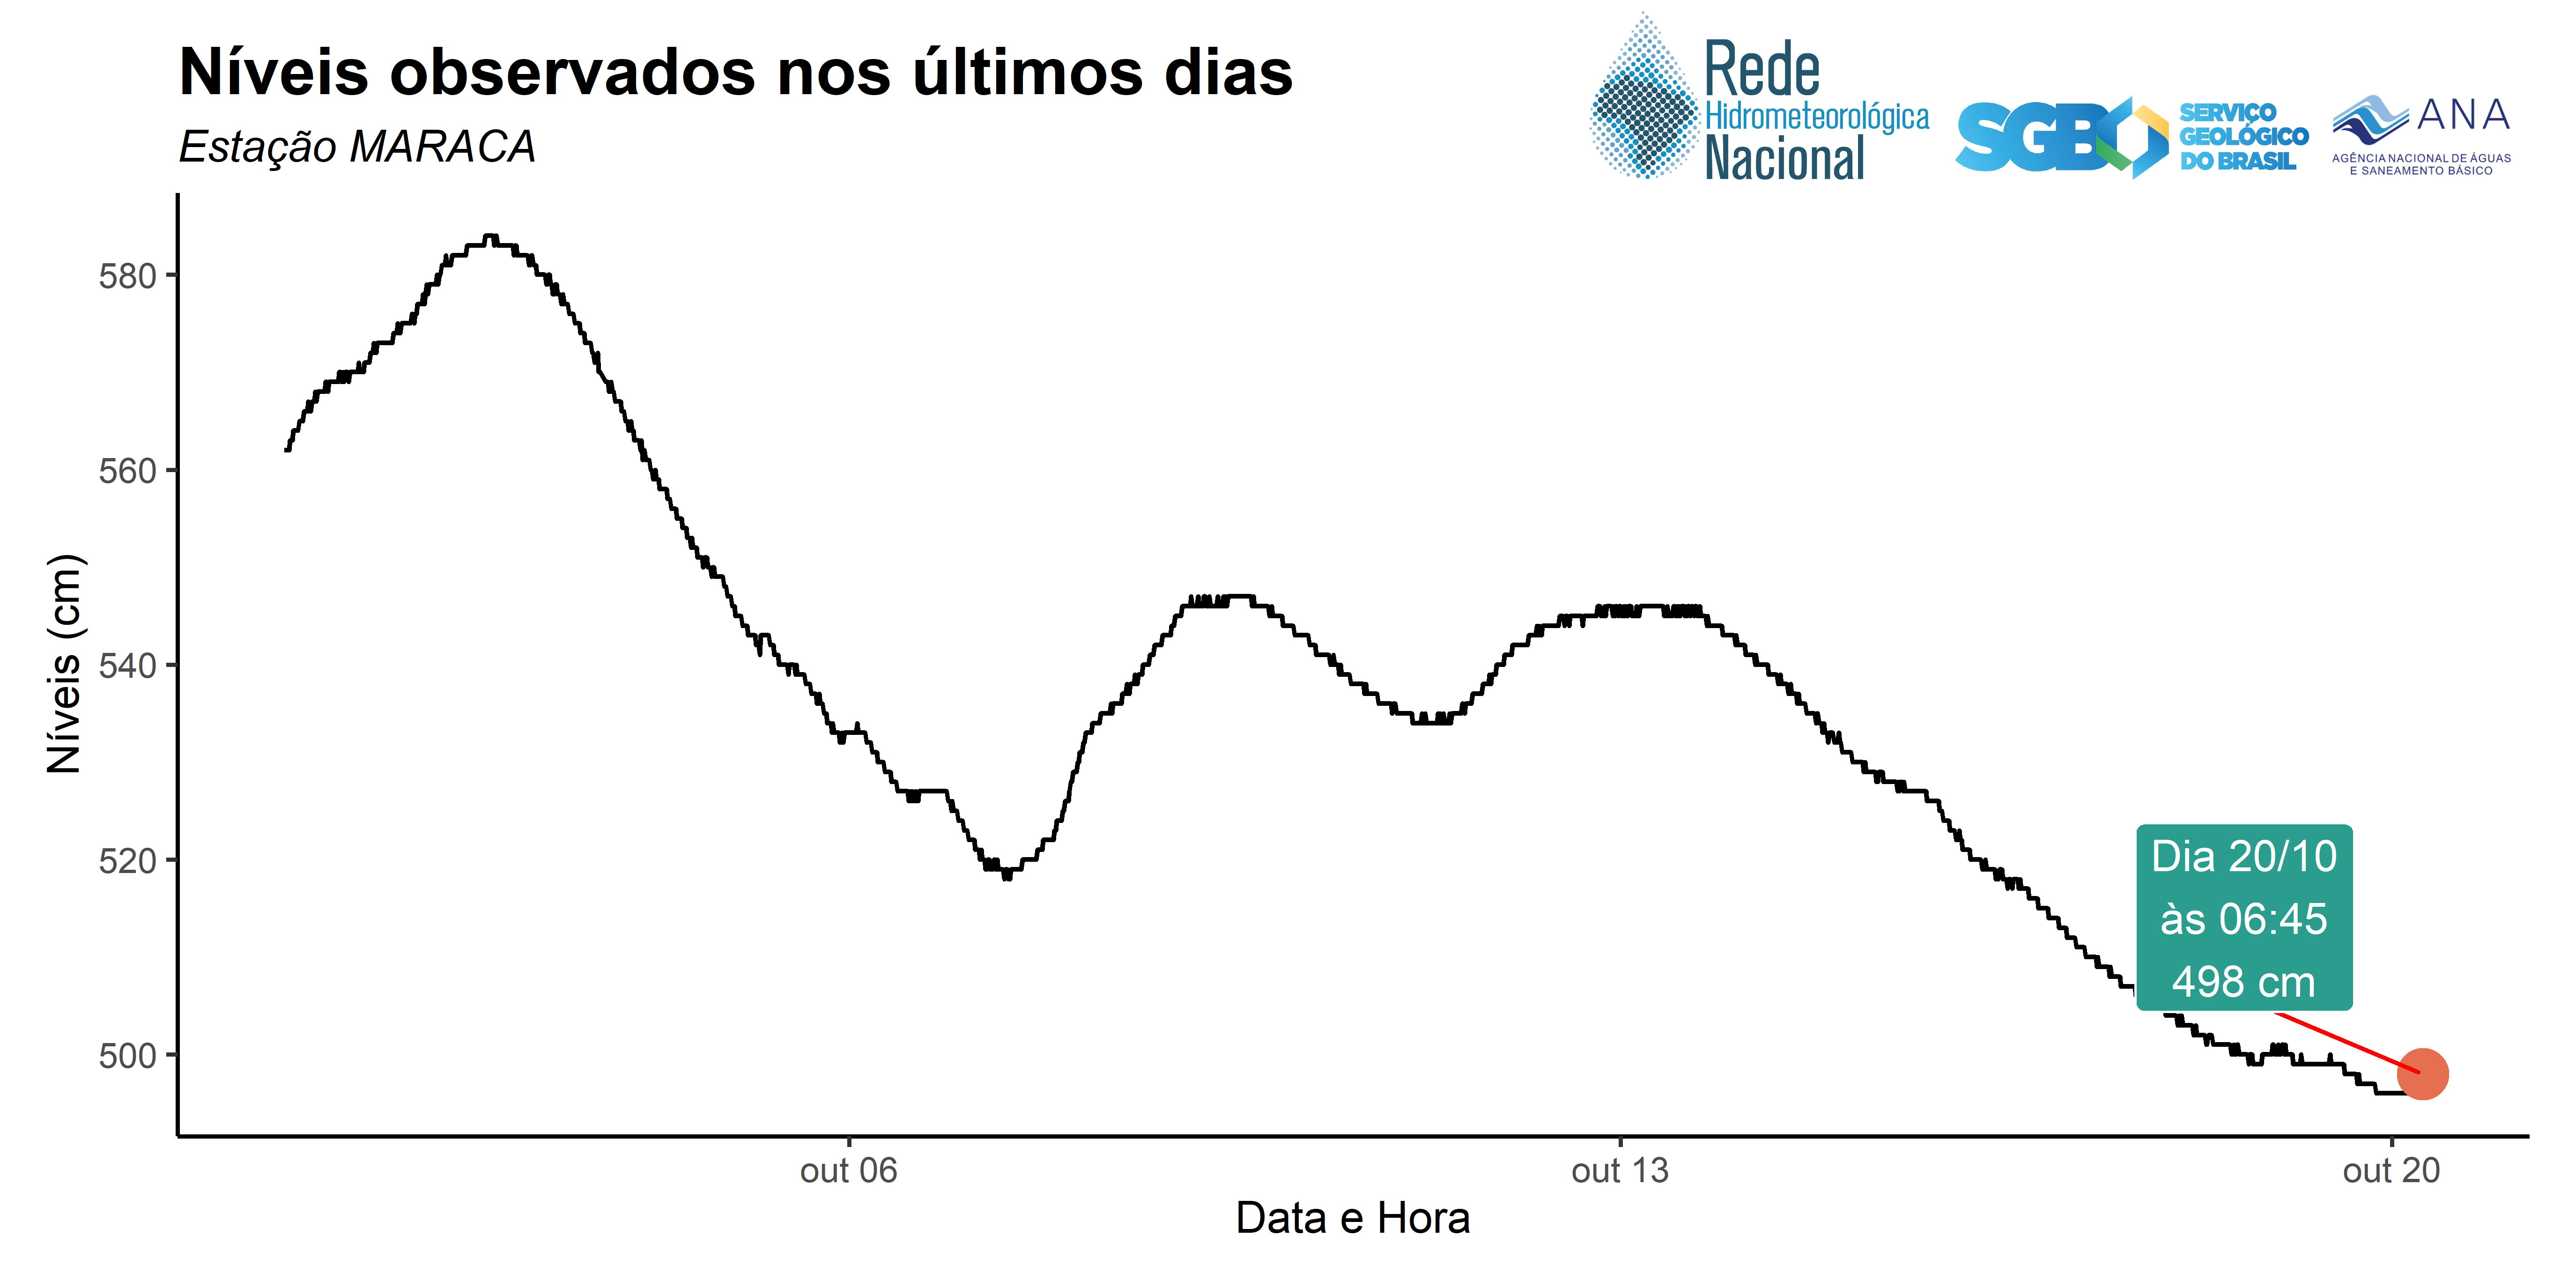 Níveis observados nos últimos dias
Estação MARACA
Rede
Hidrometeorológica
Nacional
SGB
SERVIÇO
GEOLÓGICO
DO BRASIL
ANA
AGÊNCIA NACIONAL DE ÁGUAS
E SANEAMENTO BÁSICO
Níveis (cm)
580
560
540
520
500
Dia 20/10
às 06:45
498 cm
out 06
out 13
out 20
Data e Hora